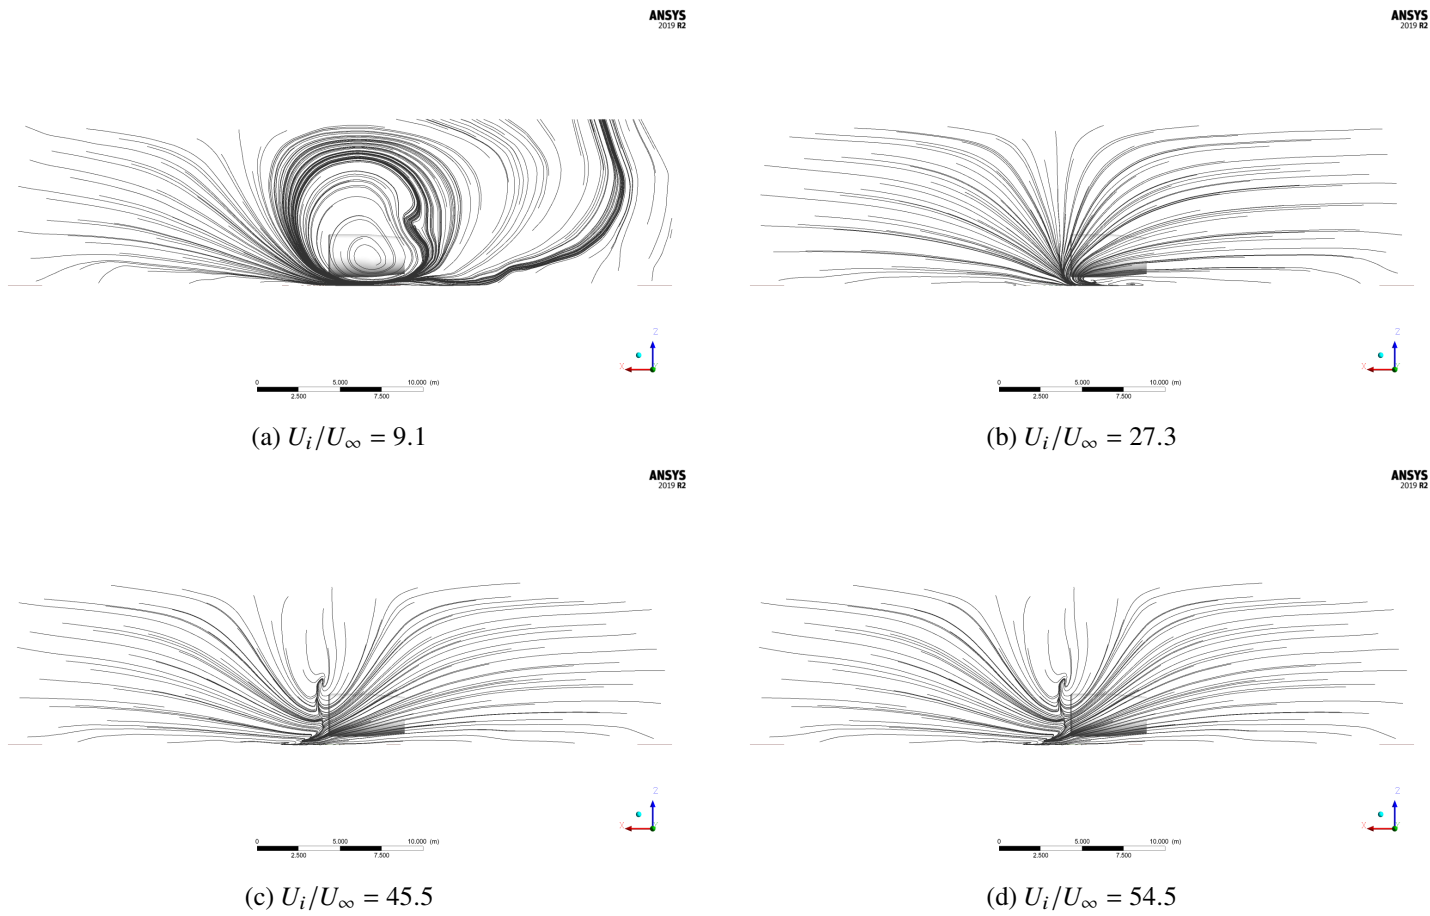 ANSYS
2019 R2
Z
X
0 5.000 10.000 (m)
2.500 7.500
(a) U_i/U_∞ = 9.1
ANSYS
2019 R2
Z
X
0 5.000 10.000 (m)
2.500 7.500
(b) U_i/U_∞ = 27.3
ANSYS
2019 R2
Z
X
0 5.000 10.000 (m)
2.500 7.500
(c) U_i/U_∞ = 45.5
ANSYS
2019 R2
Z
X
0 5.000 10.000 (m)
2.500 7.500
(d) U_i/U_∞ = 54.5